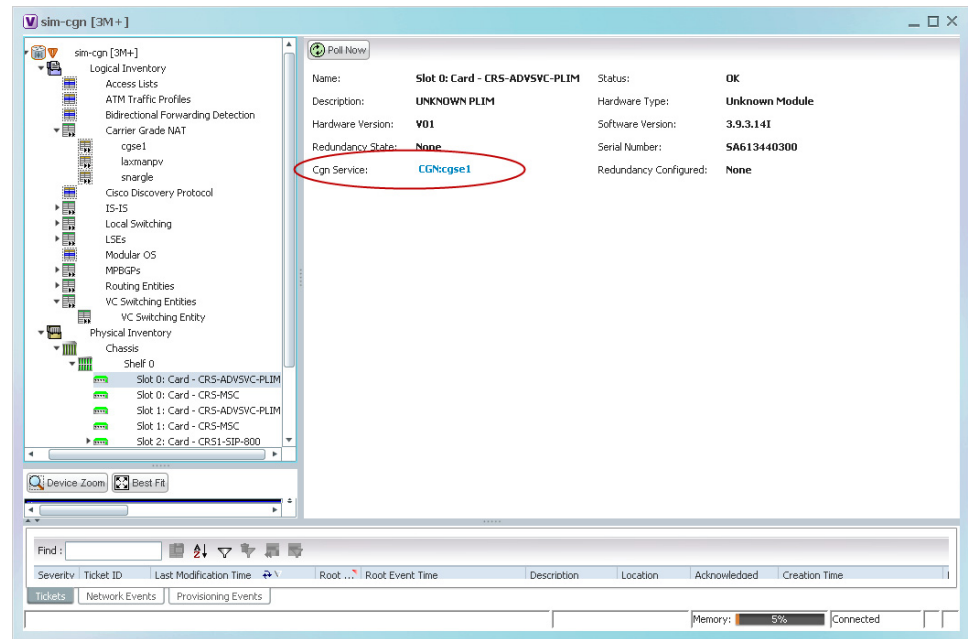 sim-cgn [3M+]
sim-cgn [3M+]
Logical Inventory
Access Lists
ATM Traffic Profiles
Bidirectional Forwarding Detection
Carrier Grade NAT
cgse1
laxmanpv
snargle
Cisco Discovery Protocol
IS-IS
Local Switching
LSEs
Modular OS
MPBGPs
Routing Entities
VC Switching Entities
VC Switching Entity
Physical Inventory
Chassis
Shelf 0
Slot 0: Card - CRS-ADVSVC-PLIM
Slot 0: Card - CRS-MSC
Slot 1: Card - CRS-ADVSVC-PLIM
Slot 1: Card - CRS-MSC
Slot 2: Card - CRS1-SIP-800
Device Zoom Best Fit
Poll Now
Name: Slot 0: Card - CRS-ADVSVC-PLIM Status: OK
Description: UNKNOWN PLIM Hardware Type: Unknown Module
Hardware Version: V01 Software Version: 3.9.3.14I
Redundancy State: None Serial Number: SA613440300
Cgn Service: CGN:cgse1 Redundancy Configured: None
Find :
Severity Ticket ID Last Modification Time Root ... Root Event Time Description Location Acknowledged Creation Time
Tickets Network Events Provisioning Events
Memory: 5% Connected